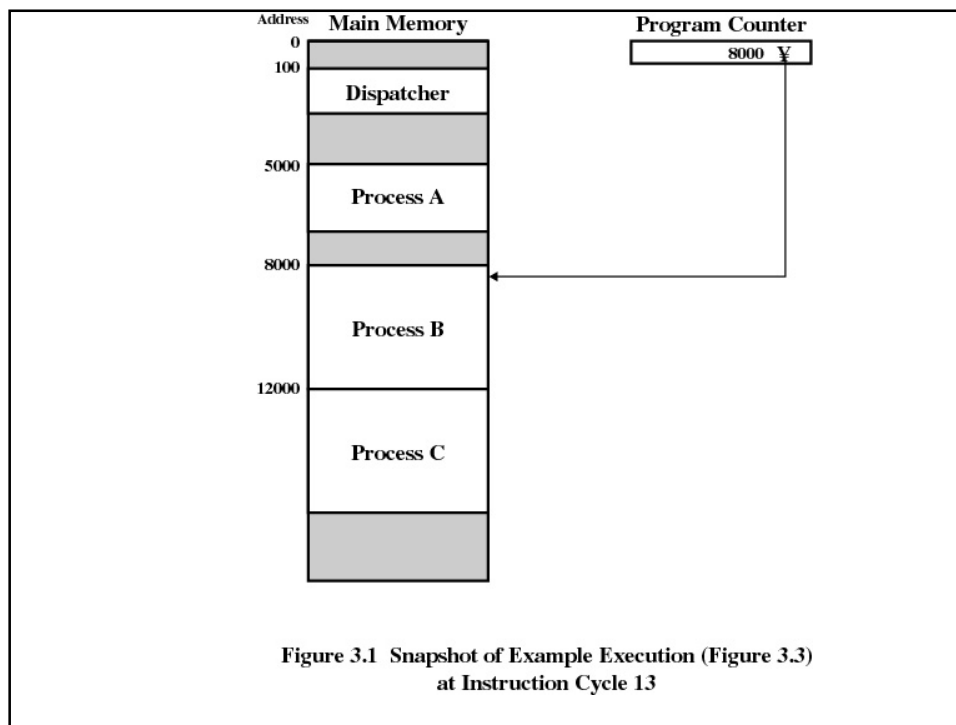 Address
Main Memory
Program Counter
0
8000 ¥
100
Dispatcher
5000
Process A
8000
Process B
12000
Process C
Figure 3.1 Snapshot of Example Execution (Figure 3.3)
at Instruction Cycle 13